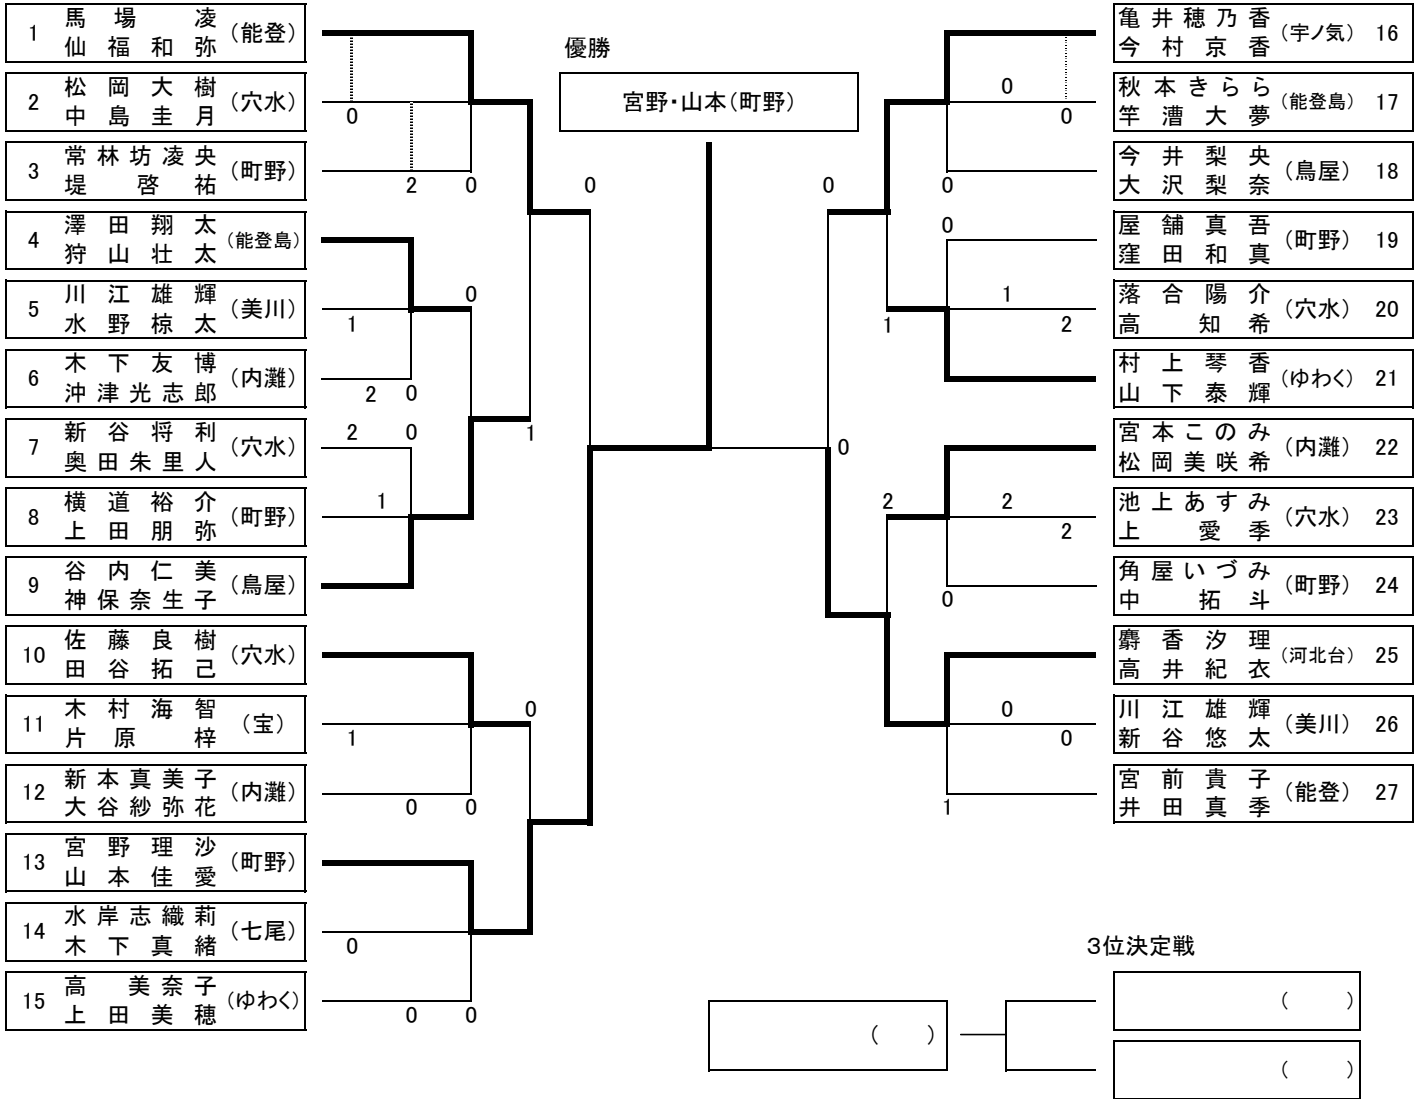 1 馬場凌 (能登)
仙福和弥
2 松岡大樹 (穴水)
中島圭月
3 常林坊凌央 (町野)
堤啓祐
4 澤田翔太 (能登島)
狩山壮太
5 川江雄輝 (美川)
水野椋太
6 木下友博 (内灘)
沖津光志郎
7 新谷将利 (穴水)
奥田朱里人
8 横道裕介 (町野)
上田朋弥
9 谷内仁美 (鳥屋)
神保奈生子
10 佐藤良樹 (穴水)
田谷拓己
11 木村海智 (宝)
片原梓
12 新本真美子 (内灘)
大谷紗弥花
13 宮野理沙 (町野)
山本佳愛
14 水岸志織莉 (七尾)
木下真緒
15 高美奈子 (ゆわく)
上田美穂
0
2 0
0
1
2 0
2 0
1
1
0
1
0 0
0
0 0
優勝
宮野・山本(町野)
0 0
0
0
0
0
0
1
1 2
2
2
2
0
0
0
1
亀井穂乃香 (宇ノ気) 16
今村京香
秋本きらら (能登島) 17
竿漕大夢
今井梨央 (鳥屋) 18
大沢梨奈
屋舗真吾 (町野) 19
窪田和真
落合陽介 (穴水) 20
高知希
村上琴香 (ゆわく) 21
山下泰輝
宮本このみ (内灘) 22
松岡美咲希
池上あすみ (穴水) 23
上愛季
角屋いづみ (町野) 24
中拓斗
麝香汐理 (河北台) 25
高井紀衣
川江雄輝 (美川) 26
新谷悠太
宮前貴子 (能登) 27
井田真季
3位決定戦
( )
( )
( )